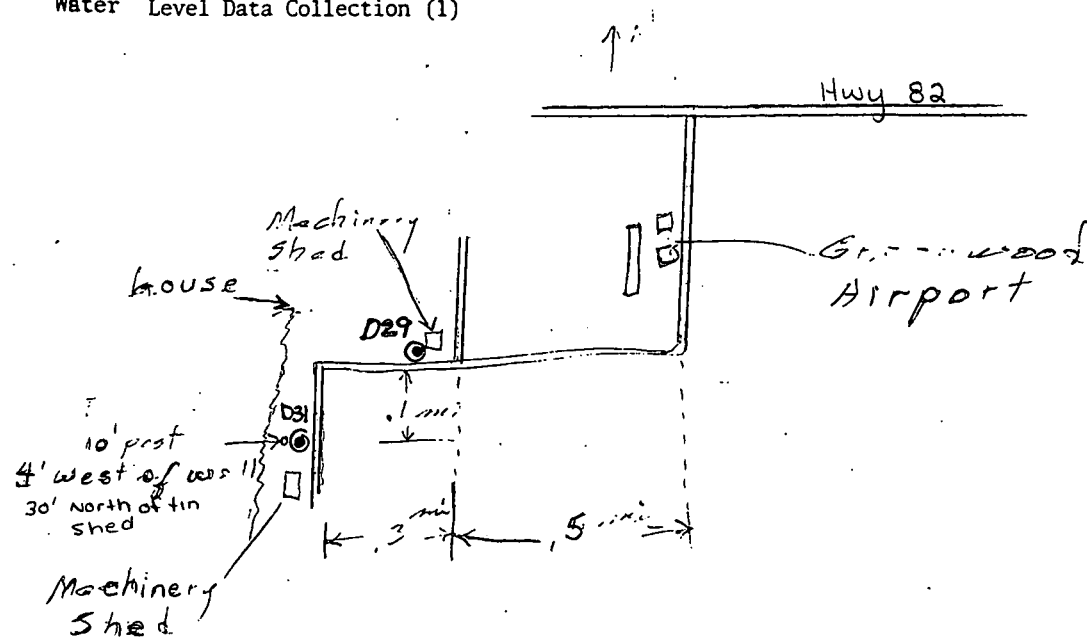 Water Level Data Collection (1)
Hwy 82
Machinery
Shed
house
Airport
D29
.1 mi
D31
10' post
4' west of well
30' North of tin
shed
.3 mi
.5 mi
Machinery
Shed